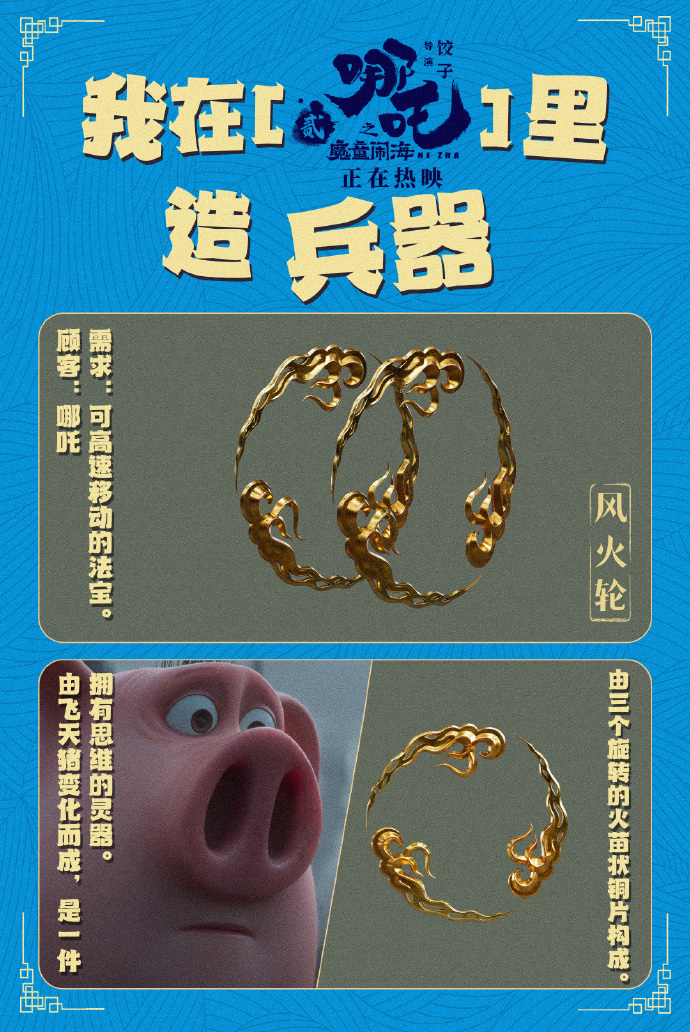 我在[哪吒]里
导演 饺子
贰
之
魔童闹海 NE ZHA
正在热映
造兵器
顾客：哪吒
需求：可高速移动的法宝。
风火轮
由飞天猪变化而成，是一件
拥有思维的灵器。
由三个旋转的火苗状铜片构成。